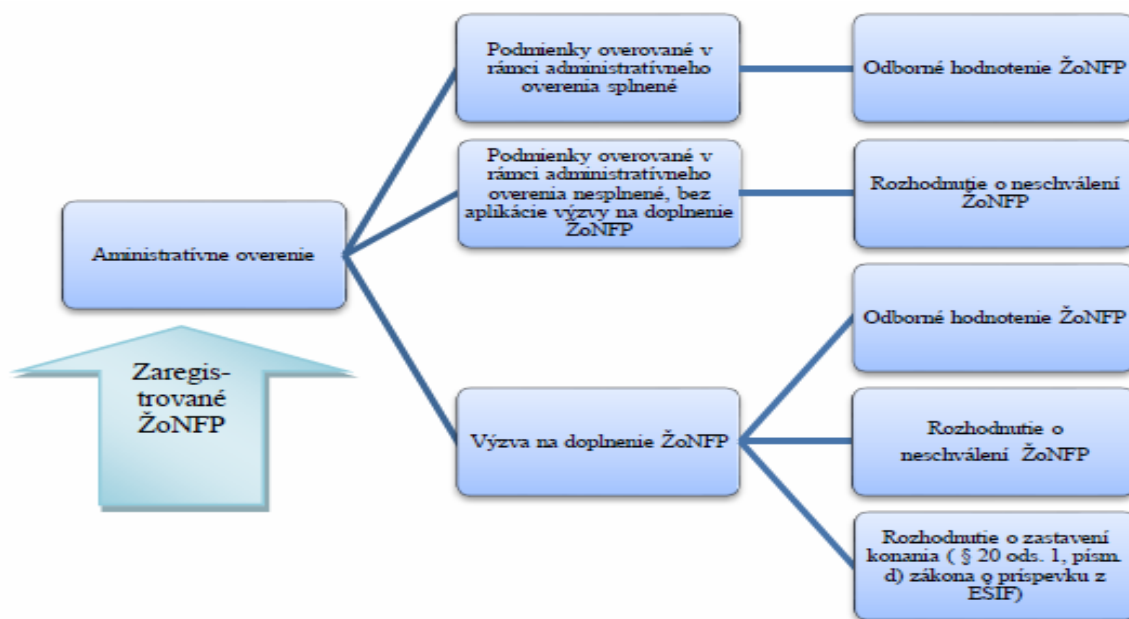 Podmienky overované v
rámci administratívneho
overenia splnené
Odborné hodnotenie ŽoNFP
Podmienky overované v
rámci administratívneho
overenia nesplnené, bez
aplikácie výzvy na doplnenie
ŽoNFP
Rozhodnutie o neschválení
ŽoNFP
Aministratívne overenie
Zaregis-
trované
ŽoNFP
Výzva na doplnenie ŽoNFP
Odborné hodnotenie ŽoNFP
Rozhodnutie o
neschválení ŽoNFP
Rozhodnutie o zastavení
konania ( § 20 ods. 1, písm.
d) zákona o príspevku z
EŠIF)